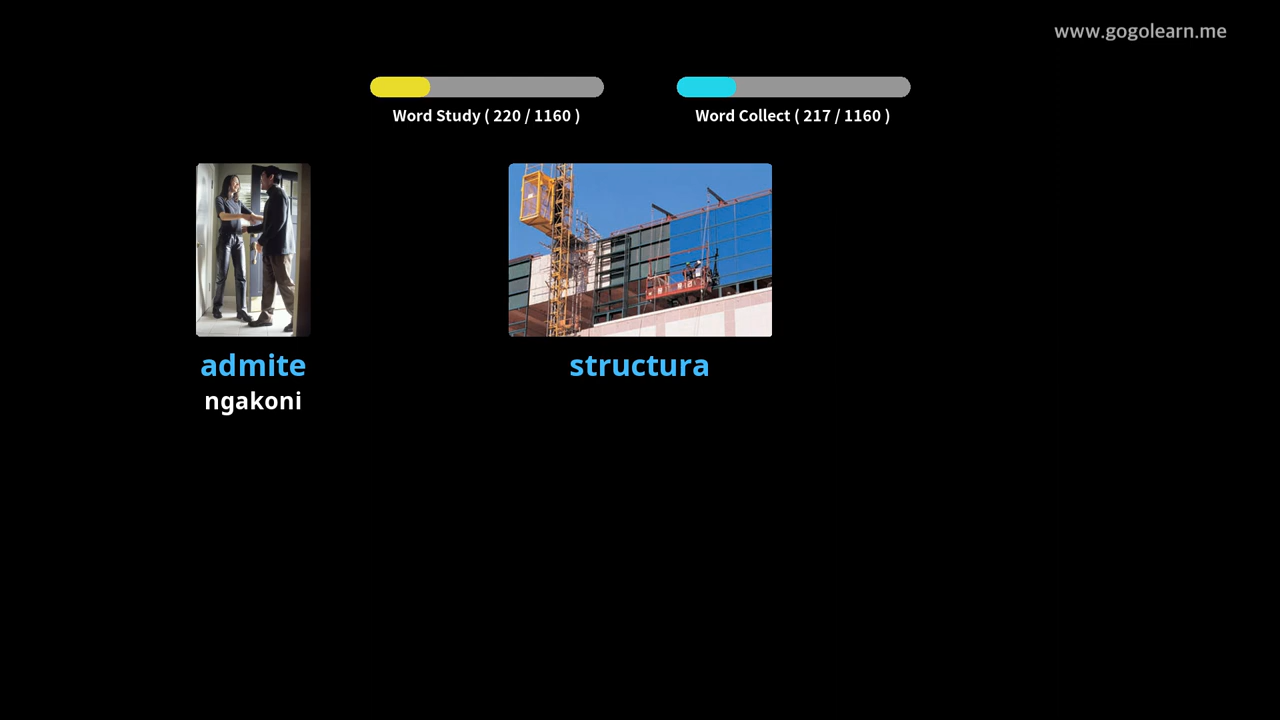 www.gogolearn.me
Word Study ( 220 / 1160 )
Word Collect ( 217 / 1160 )
admite
ngakoni
structura